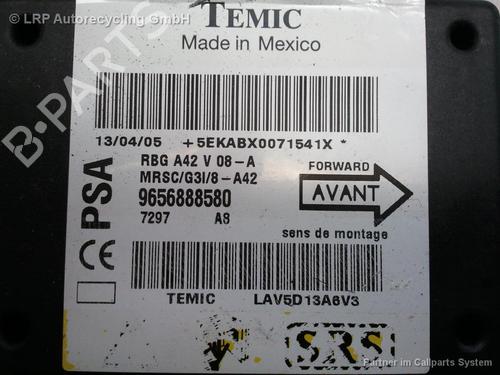 LRP Autorecycling GmbH
TEMIC
Made in Mexico
B-PARTS
13/04/05 +5EKABX0071541X *
RBG A42 V 08-A
MRSC/G3I/8-A42
9656888580
7297 A8
FORWARD
AVANT
sens de montage
PSA
CE
TEMIC LAV5D13A6V3
SRS
Partner im Callparts System